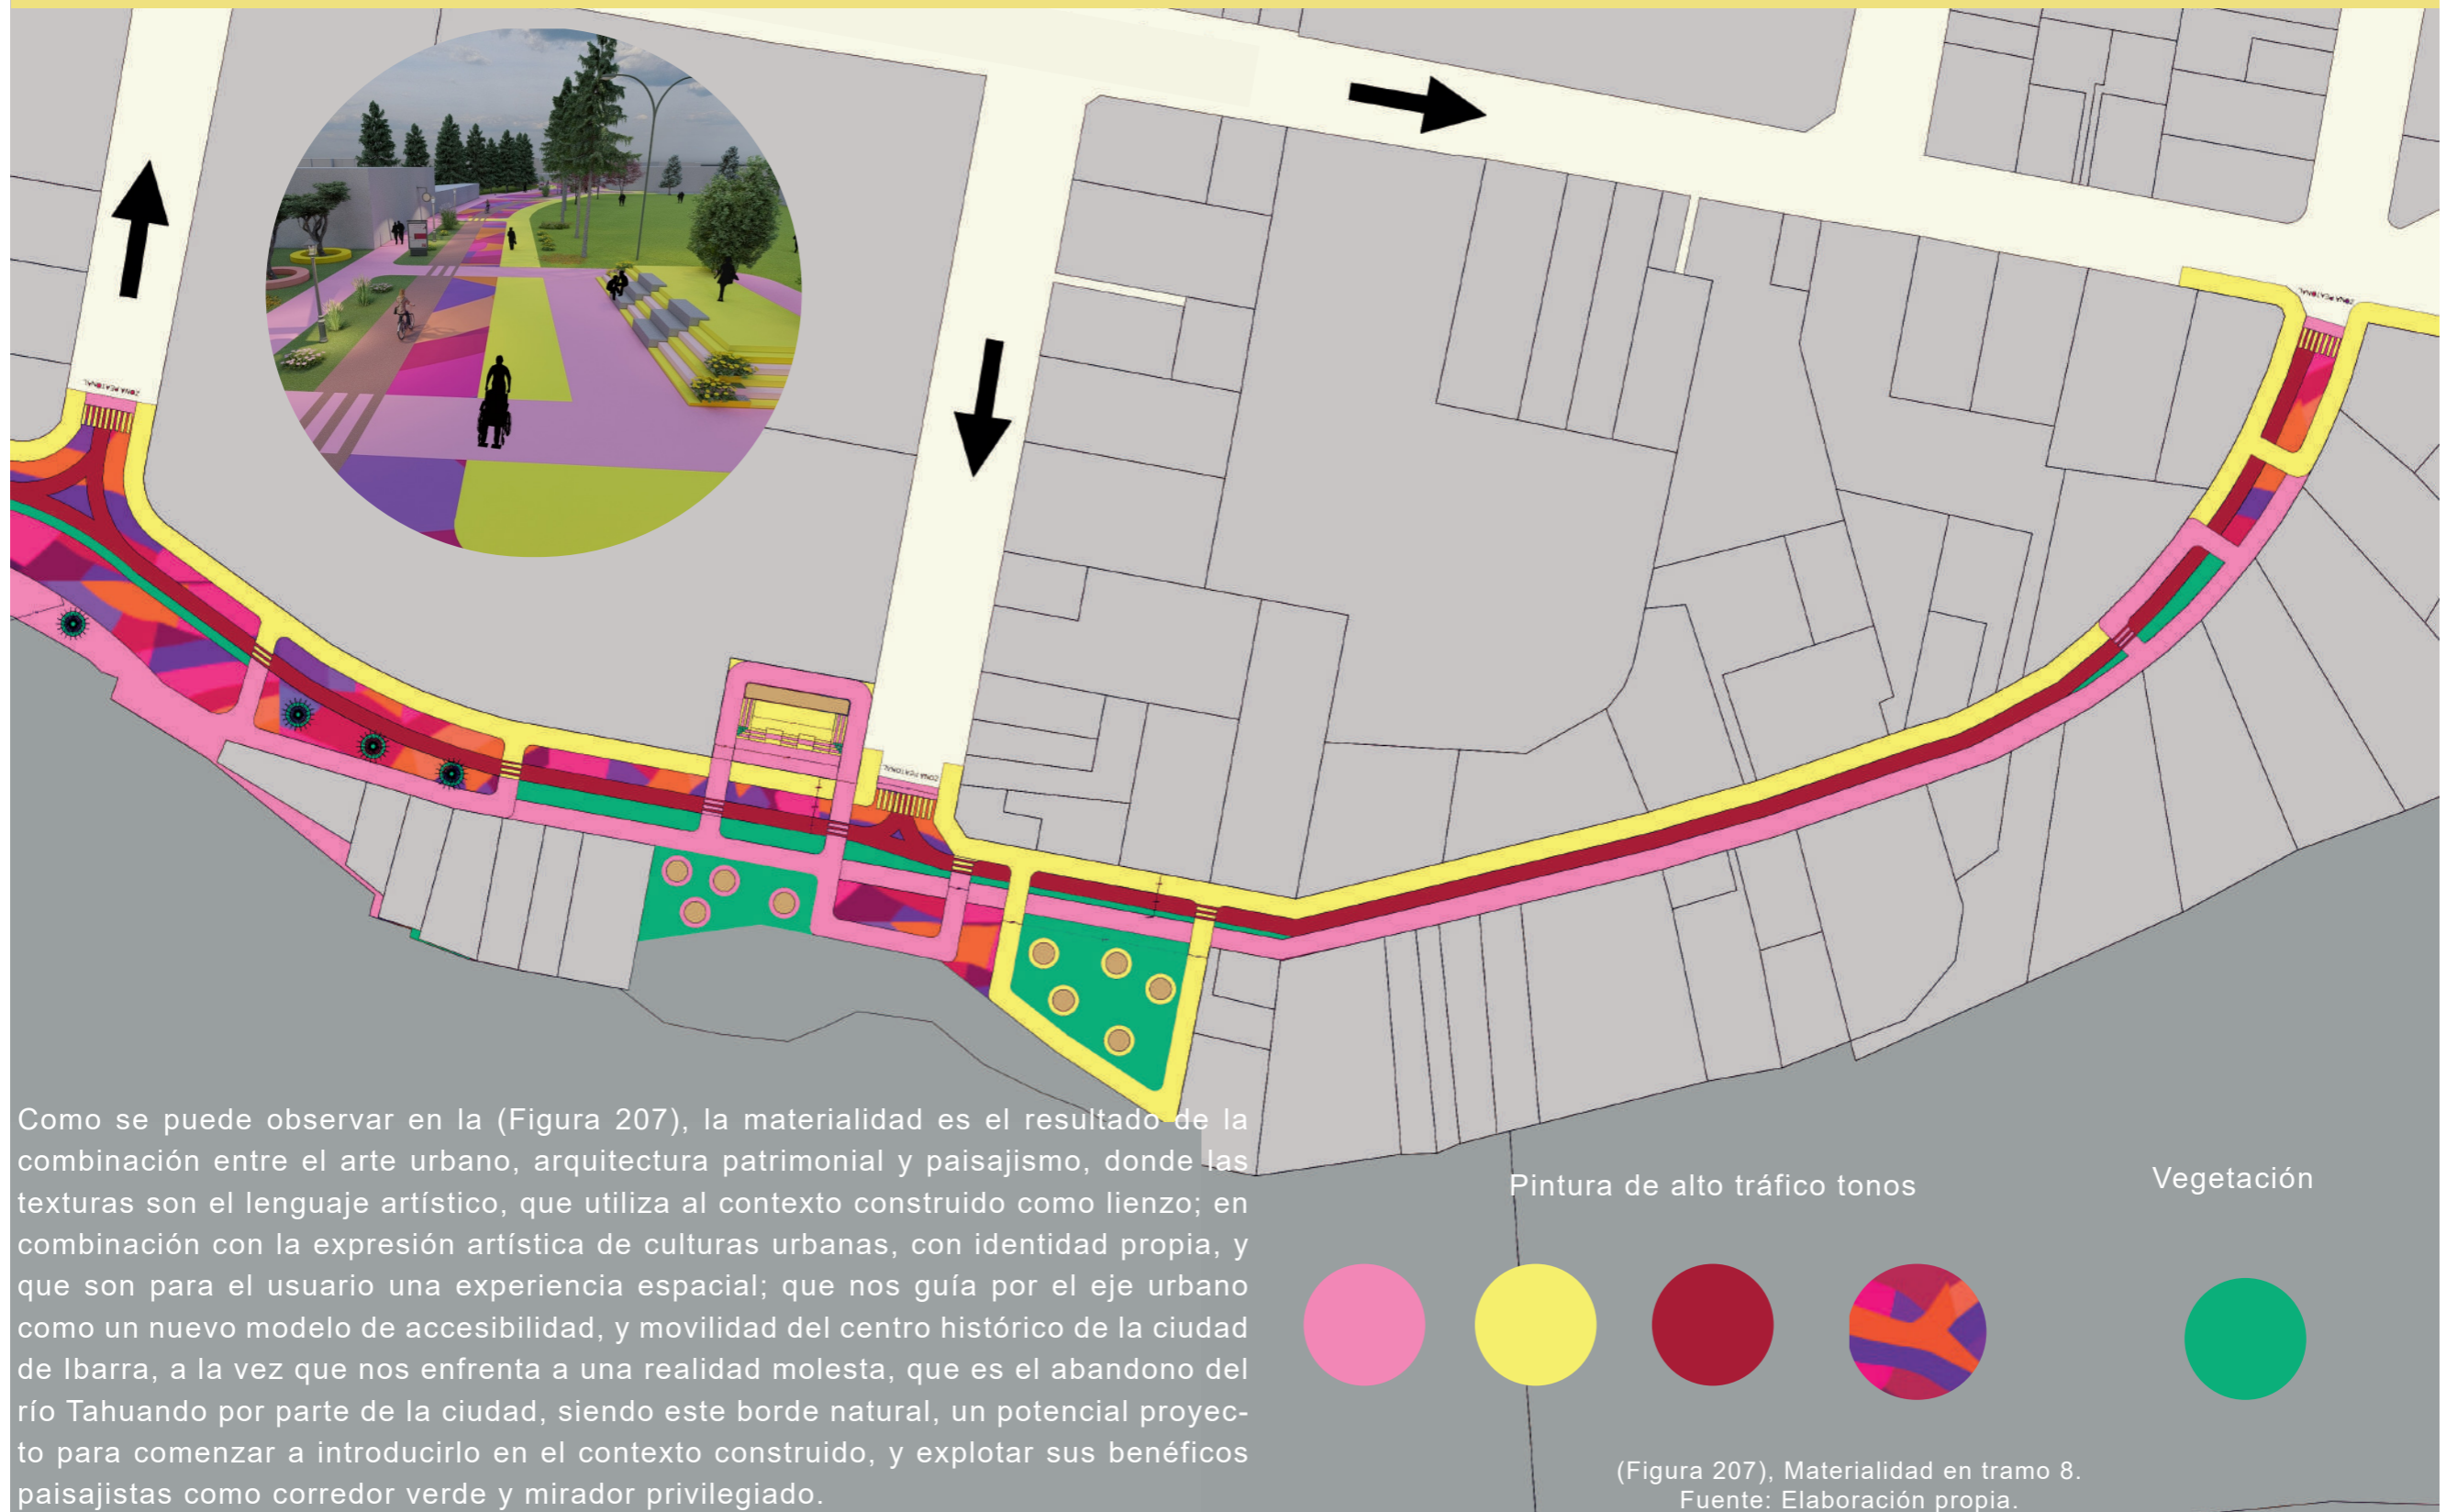 ZONA PEATONAL
ZONA PEATONAL
ZONA PEATONAL
Como se puede observar en la (Figura 207), la materialidad es el resultado de la
combinación entre el arte urbano, arquitectura patrimonial y paisajismo, donde las
texturas son el lenguaje artístico, que utiliza al contexto construido como lienzo; en
combinación con la expresión artística de culturas urbanas, con identidad propia, y
que son para el usuario una experiencia espacial; que nos guía por el eje urbano
como un nuevo modelo de accesibilidad, y movilidad del centro histórico de la ciudad
de Ibarra, a la vez que nos enfrenta a una realidad molesta, que es el abandono del
río Tahuando por parte de la ciudad, siendo este borde natural, un potencial proyec-
to para comenzar a introducirlo en el contexto construido, y explotar sus benéficos
paisajistas como corredor verde y mirador privilegiado.
Pintura de alto tráfico tonos
Vegetación
(Figura 207), Materialidad en tramo 8.
Fuente: Elaboración propia.